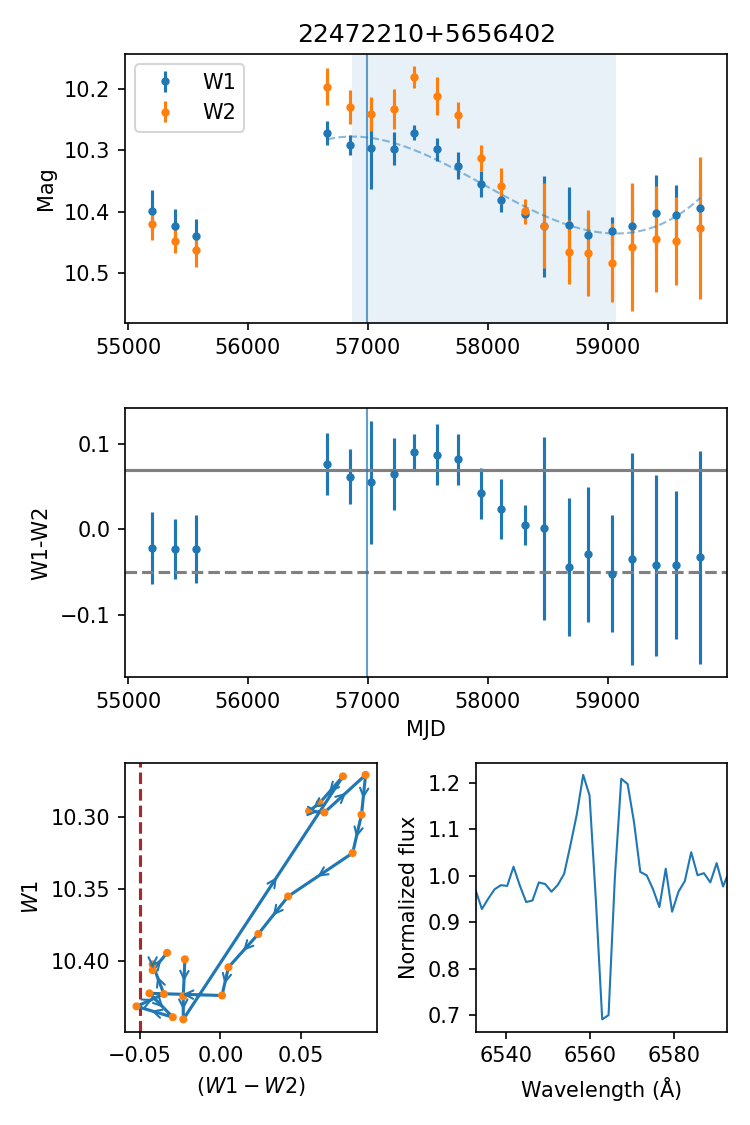 22472210+5656402
W1
W2
Mag
10.2
10.3
10.4
10.5
55000 56000 57000 58000 59000
W1-W2
0.1
0.0
−0.1
55000 56000 57000 58000 59000
MJD
W1
10.30
10.35
10.40
−0.05 0.00 0.05
(W1 − W2)
Normalized flux
1.2
1.1
1.0
0.9
0.8
0.7
6540 6560 6580
Wavelength (Å)